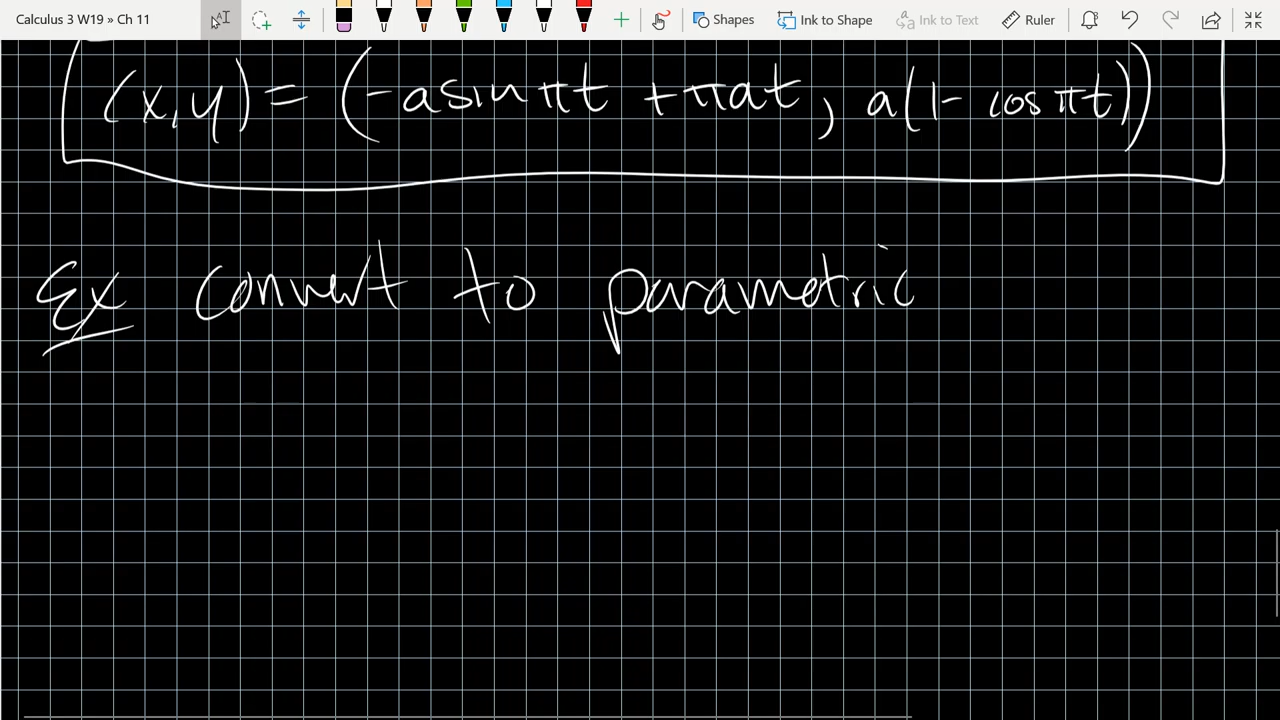 Calculus 3 W19 » Ch 11
Shapes
Ink to Shape
Ink to Text
Ruler
(x,y) = (-a sin πt + πat, a(1- cos πt))
Ex convert to parametric